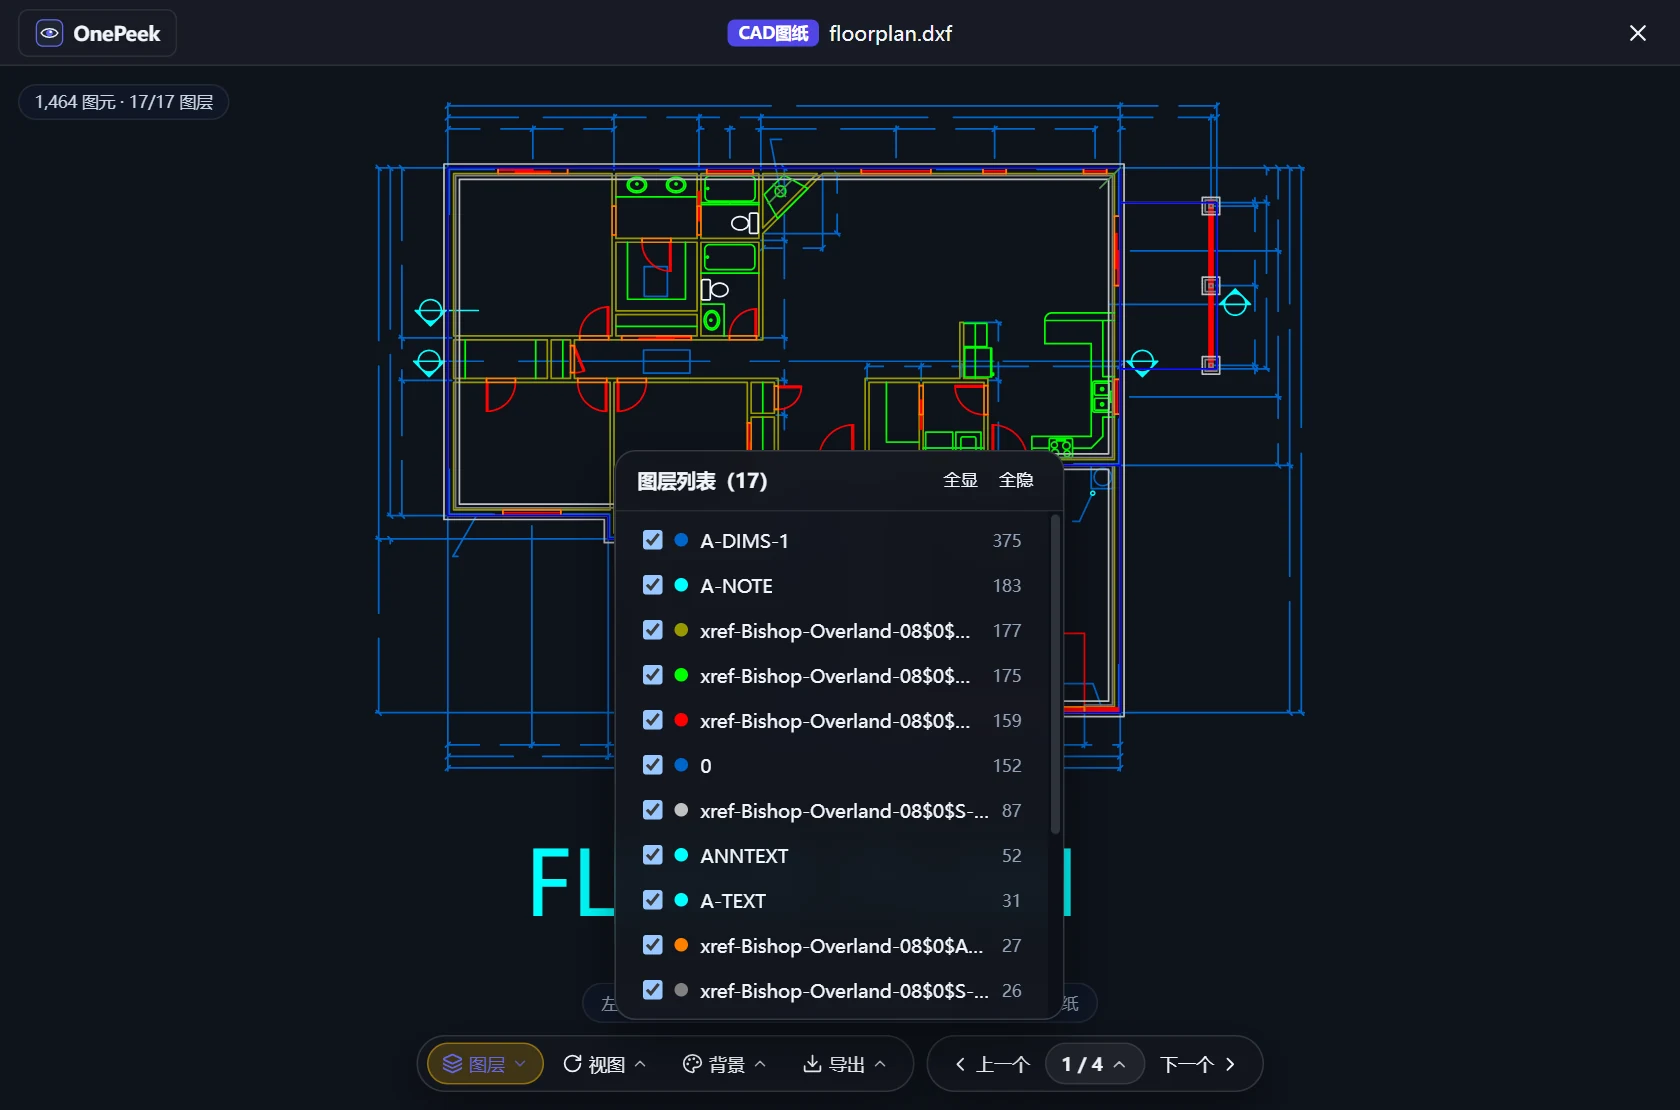 OnePeek
CAD图纸 floorplan.dxf
1,464 图元 · 17/17 图层
图层列表 (17) 全显 全隐
A-DIMS-1 375
A-NOTE 183
xref-Bishop-Overland-08$0$... 177
xref-Bishop-Overland-08$0$... 175
xref-Bishop-Overland-08$0$... 159
0 152
xref-Bishop-Overland-08$0$S-... 87
ANNTEXT 52
A-TEXT 31
xref-Bishop-Overland-08$0$A... 27
xref-Bishop-Overland-08$0$S-... 26
FL
左 纸
图层 视图 背景 导出 上一个 1 / 4 下一个